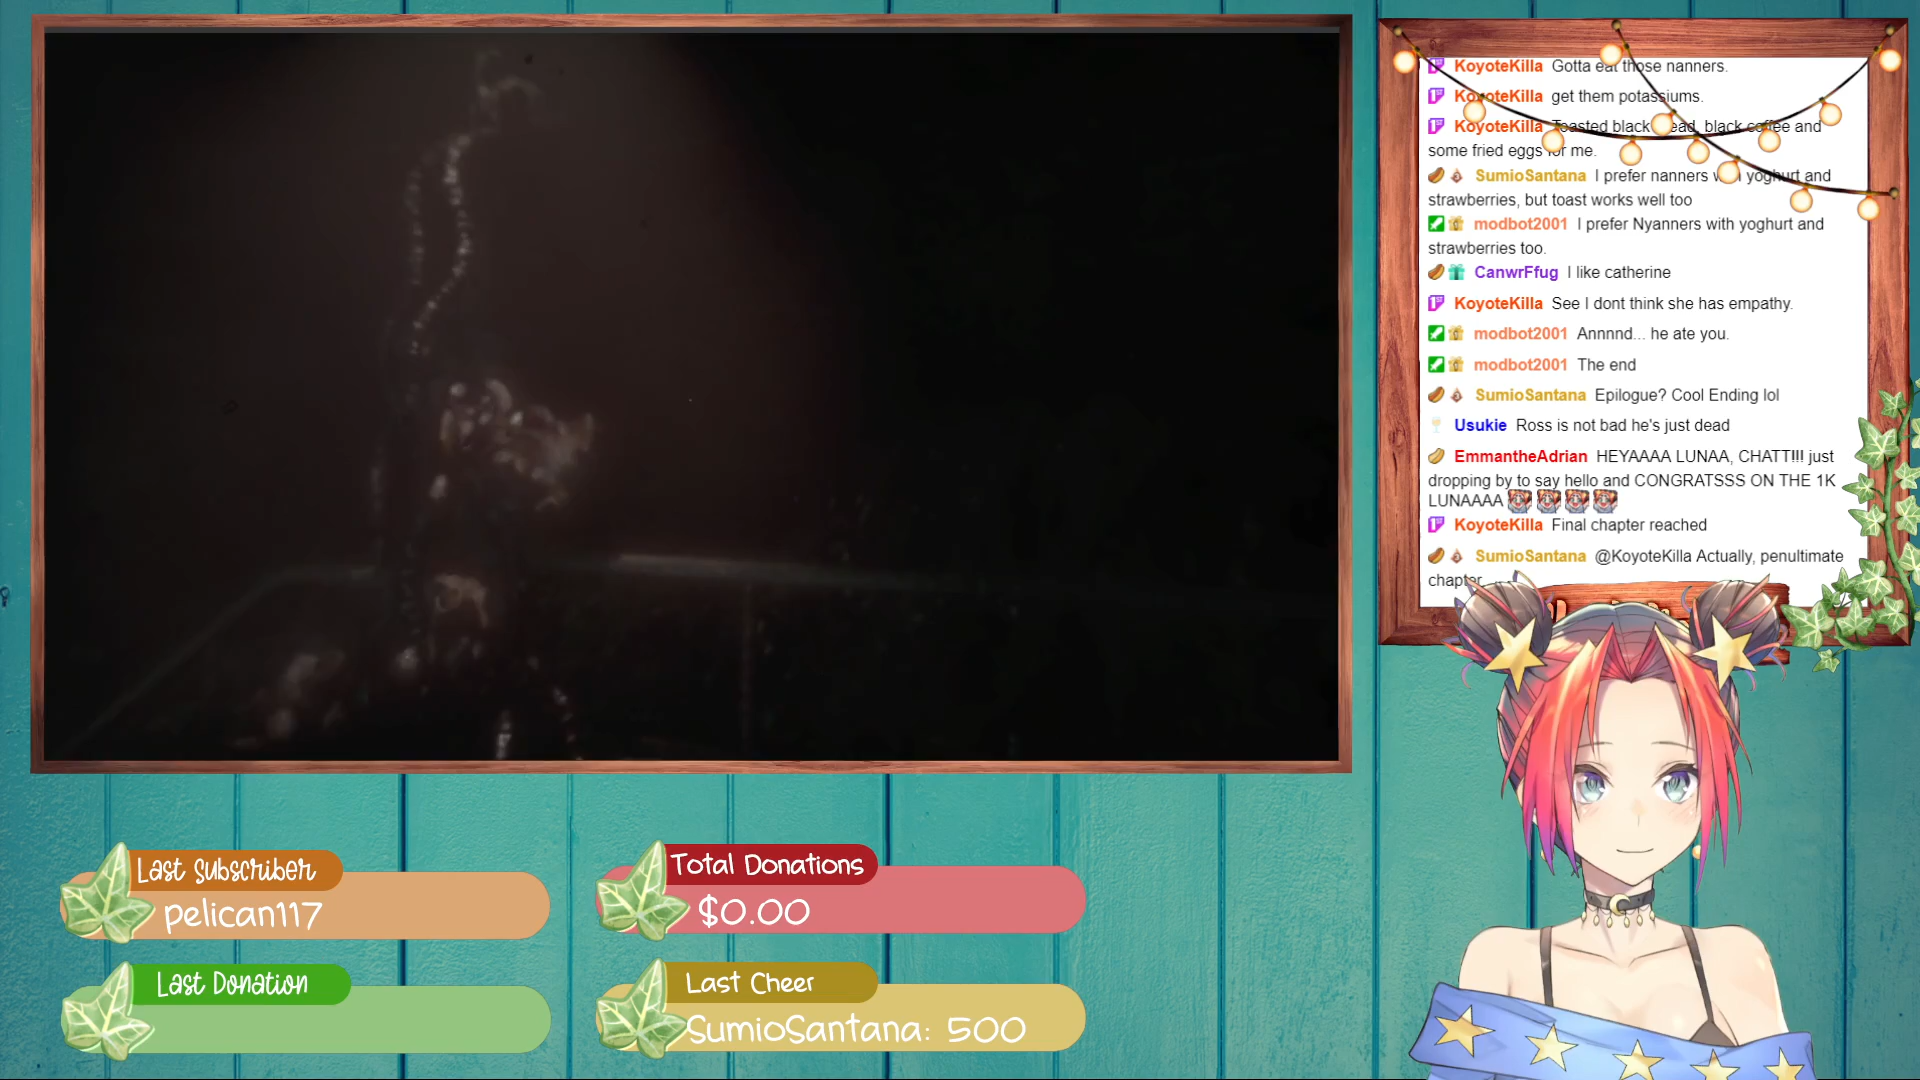 KoyoteKilla Gotta eat those nanners.
KoyoteKilla get them potassiums.
KoyoteKilla Toasted black bread, black coffee and
some fried eggs for me.
SumioSantana I prefer nanners with yoghurt and
strawberries, but toast works well too
modbot2001 I prefer Nyanners with yoghurt and
strawberries too.
CanwrFfug I like catherine
KoyoteKilla See I dont think she has empathy.
modbot2001 Annnnd... he ate you.
modbot2001 The end
SumioSantana Epilogue? Cool Ending lol
Usukie Ross is not bad he's just dead
EmmantheAdrian HEYAAAA LUNAA, CHATT!!! just
dropping by to say hello and CONGRATSSS ON THE 1K
LUNAAAA
KoyoteKilla Final chapter reached
SumioSantana @KoyoteKilla Actually, penultimate
chapter
Last Subscriber
pelican117
Total Donations
$0.00
Last Donation
Last Cheer
SumioSantana: 500